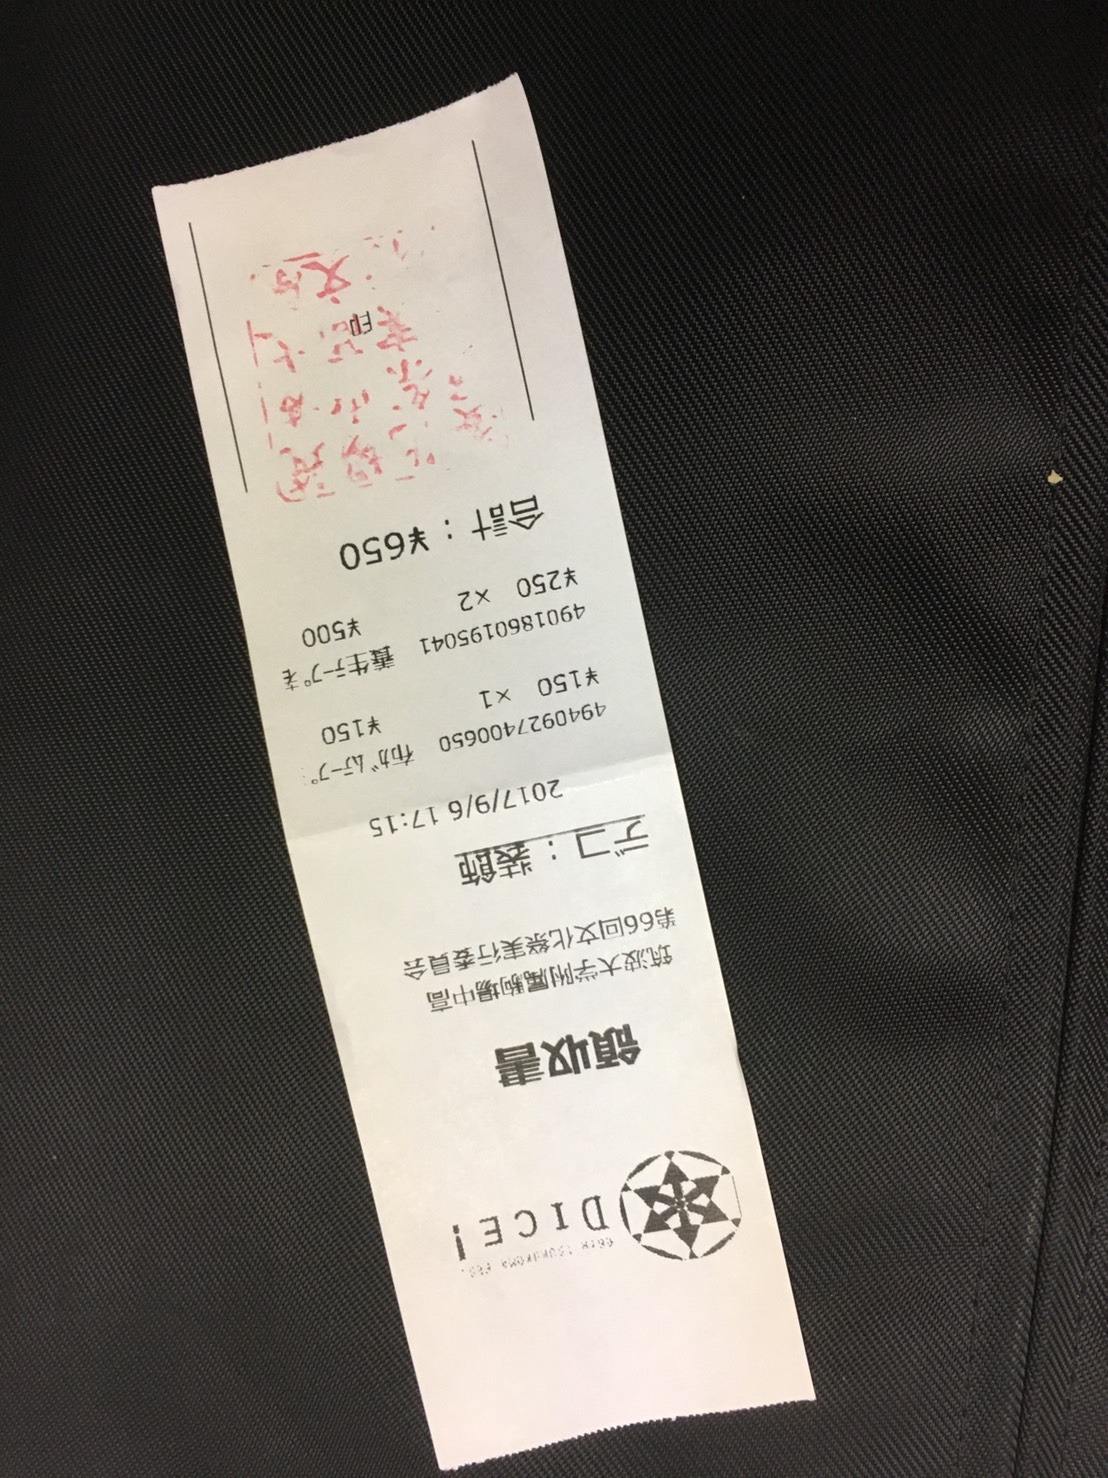 66TH TSUKUKOMA FES.
DICE!
領収書
筑波大学附属駒場中高
第66回文化祭実行委員会
デコ：装飾
2017/9/6 17:15
4940927400650 布ｶﾞﾑﾃｰﾌﾟ
¥150 ×1 ¥150
4901860195041 養生ﾃｰﾌﾟ
¥250 ×2 ¥500
合計：¥650
印